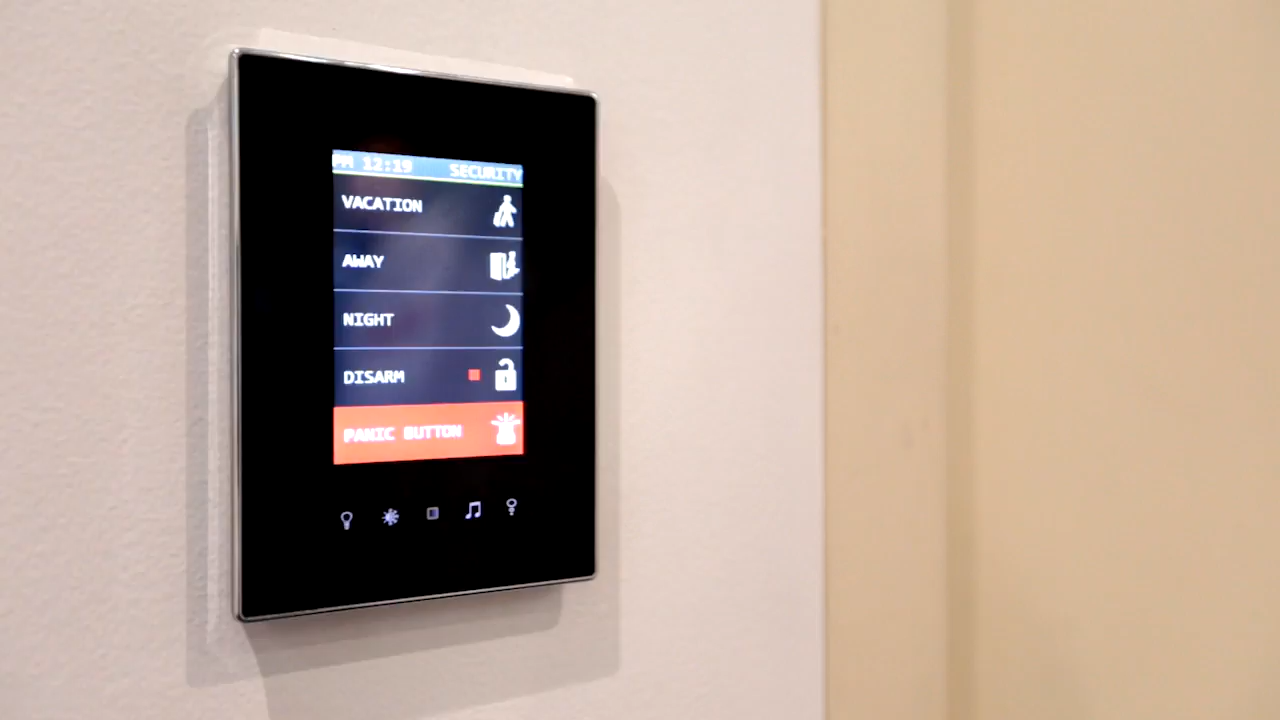 PM 12:19 SECURITY
VACATION
AWAY
NIGHT
DISARM
PANIC BUTTON